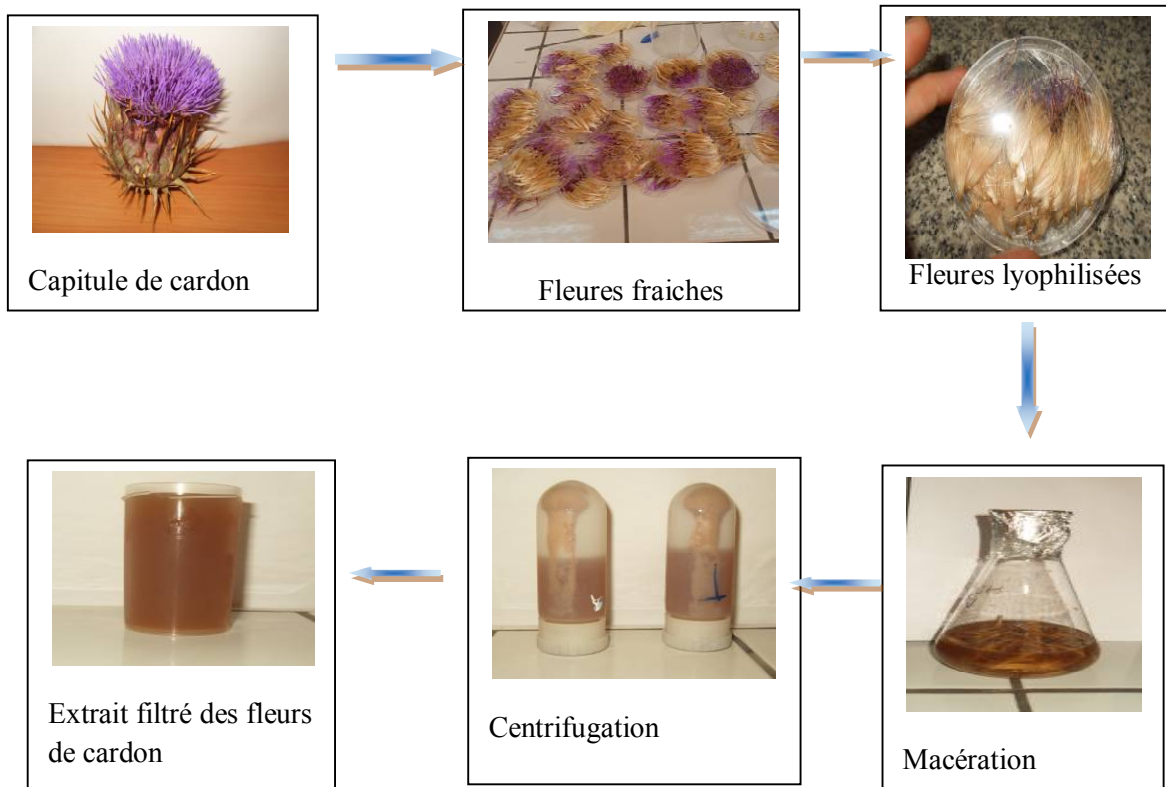 Capitule de cardon
Fleures fraiches
Fleures lyophilisées
Extrait filtré des fleurs
de cardon
Centrifugation
Macération